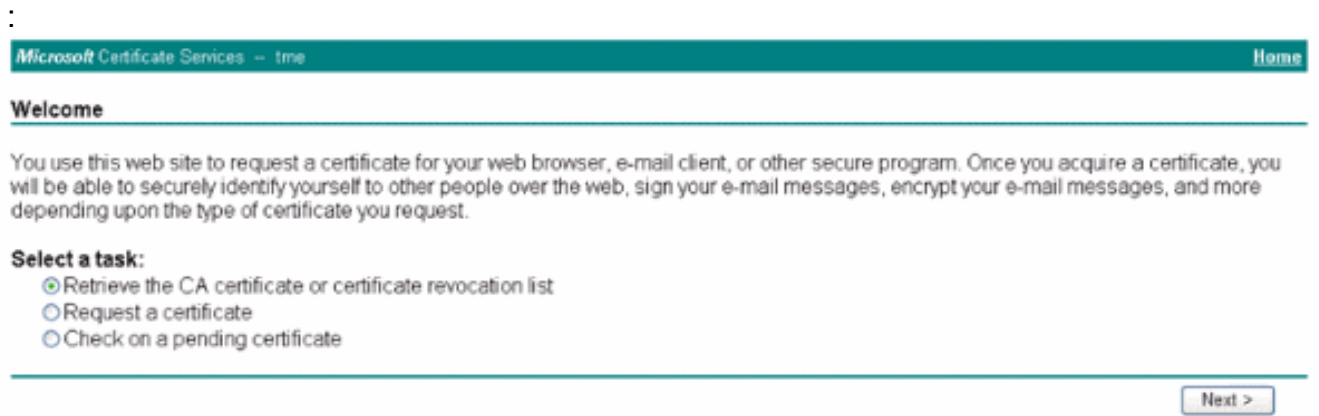 :
Microsoft Certificate Services -- tme Home
Welcome
You use this web site to request a certificate for your web browser, e-mail client, or other secure program. Once you acquire a certificate, you
will be able to securely identify yourself to other people over the web, sign your e-mail messages, encrypt your e-mail messages, and more
depending upon the type of certificate you request.
Select a task:
Retrieve the CA certificate or certificate revocation list
Request a certificate
Check on a pending certificate
Next >